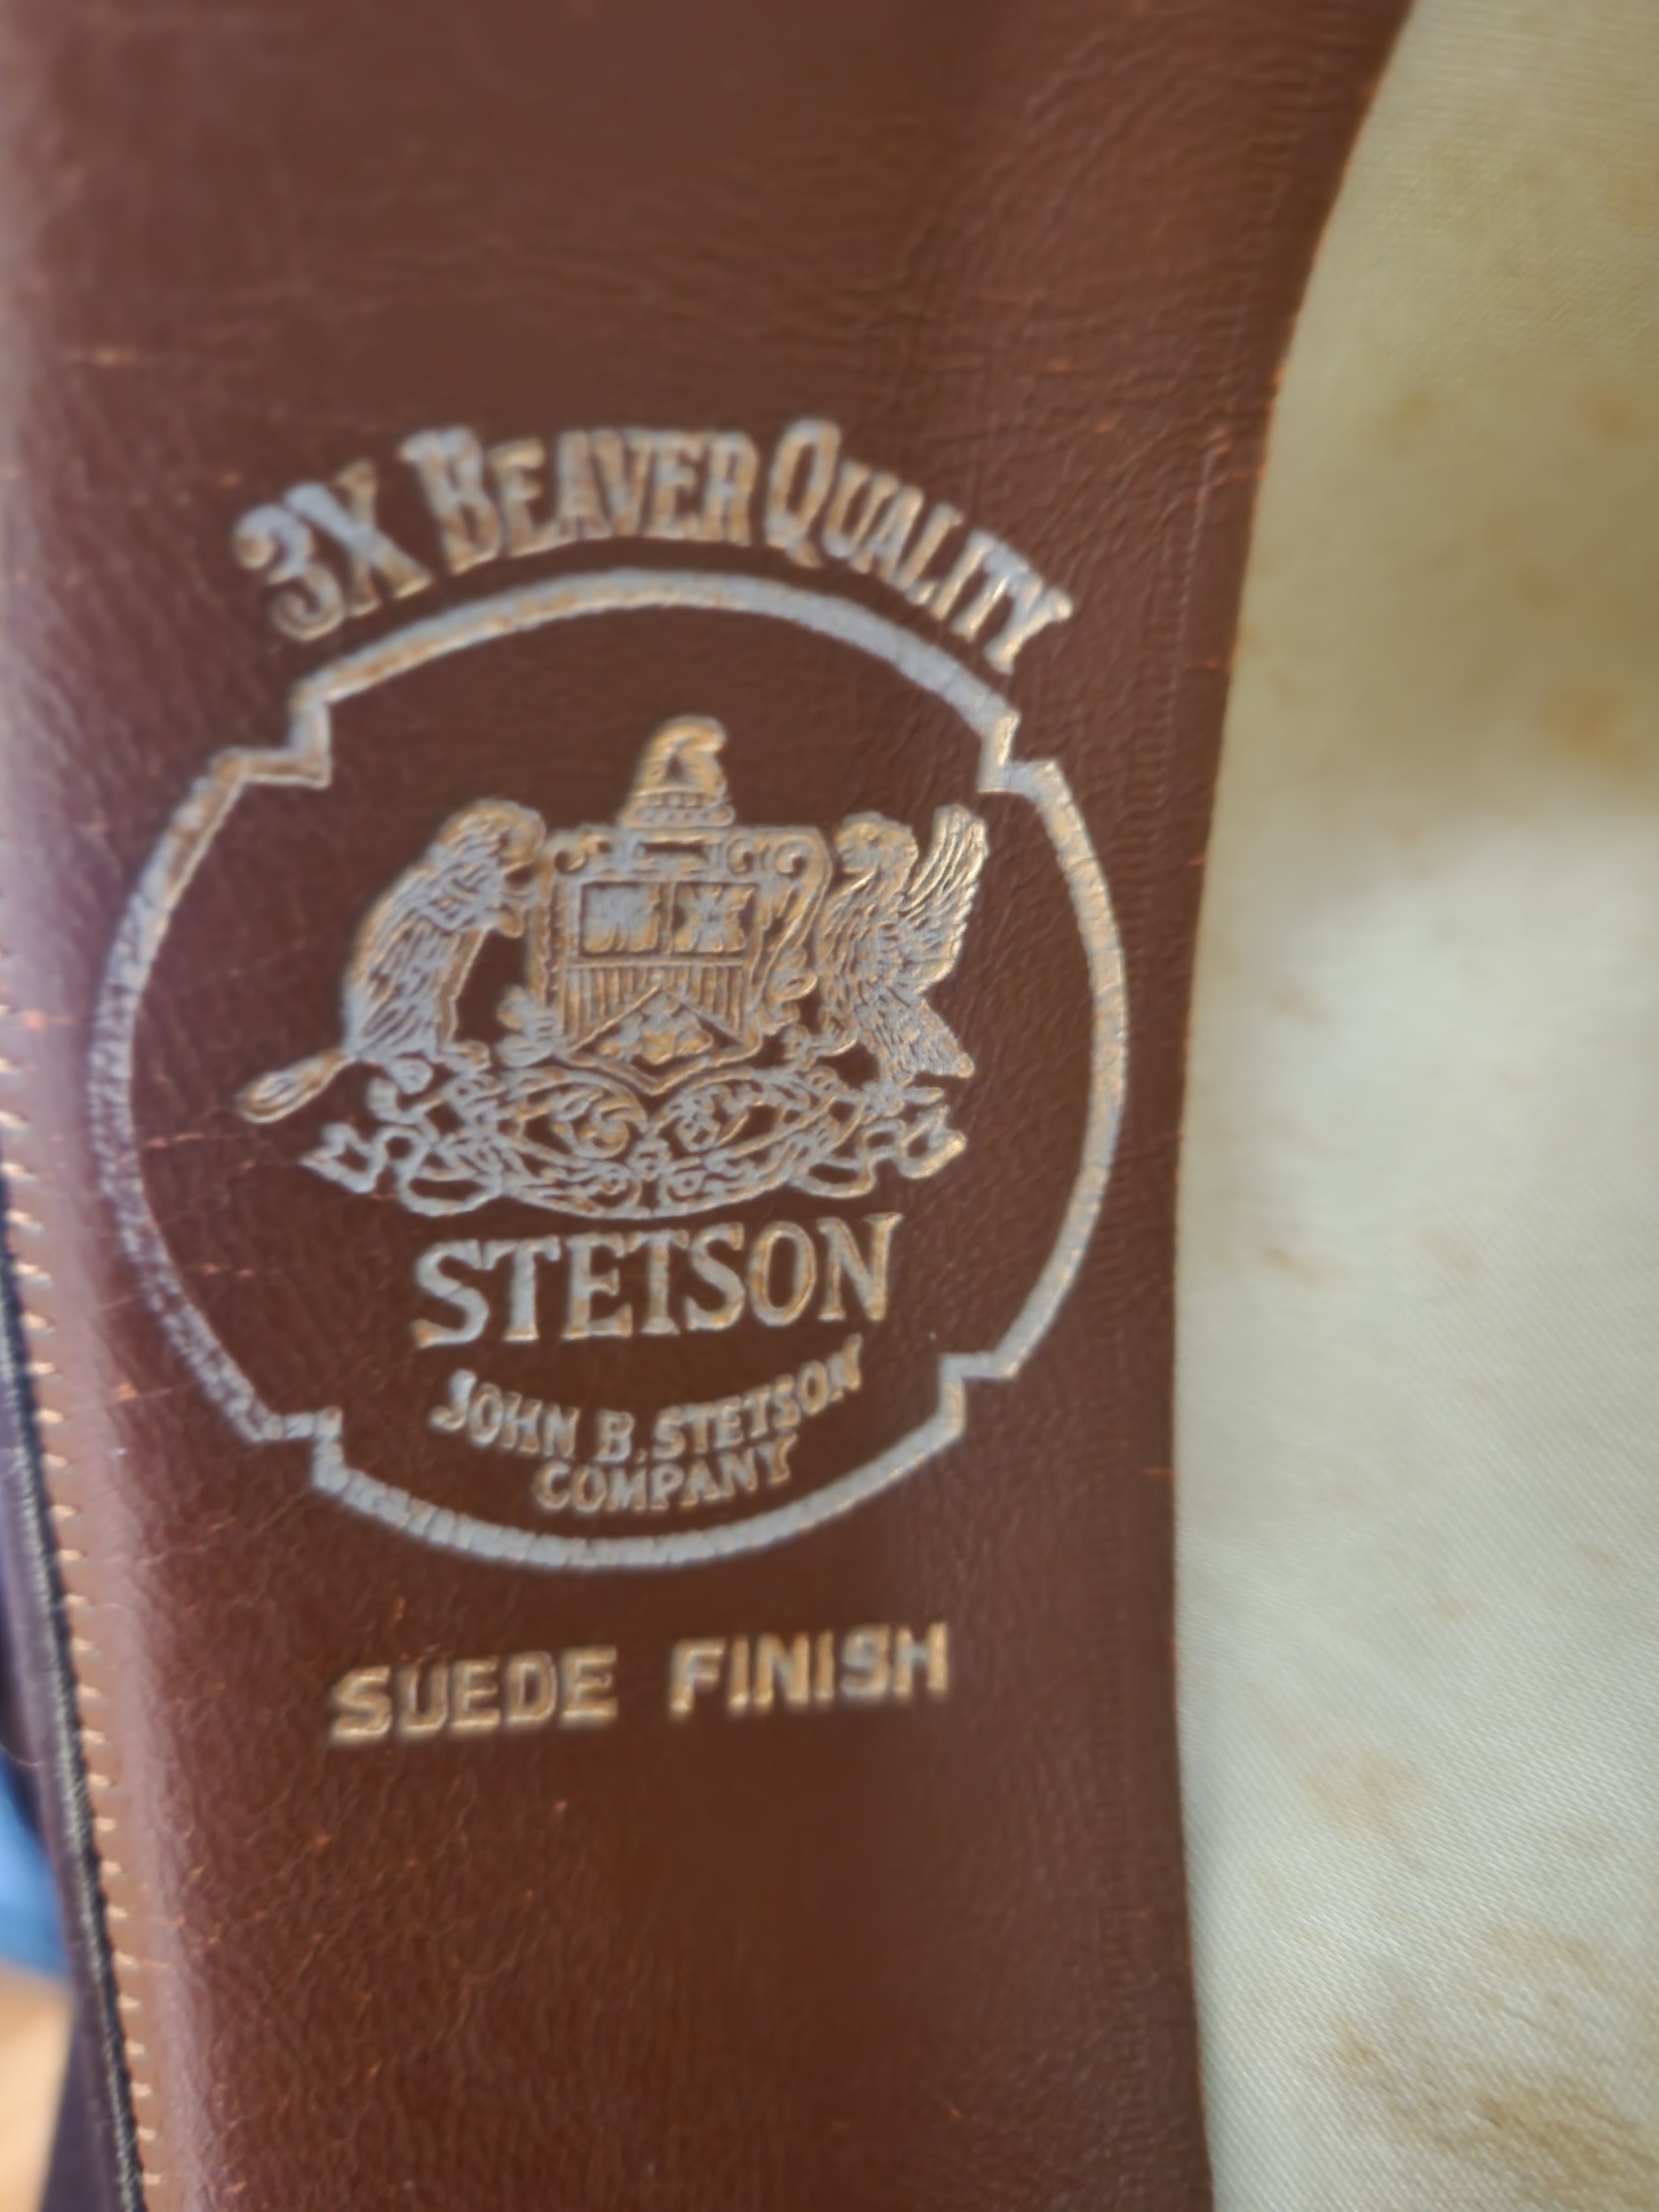 3X BEAVER QUALITY
STETSON
JOHN B. STETSON
COMPANY
SUEDE FINISH